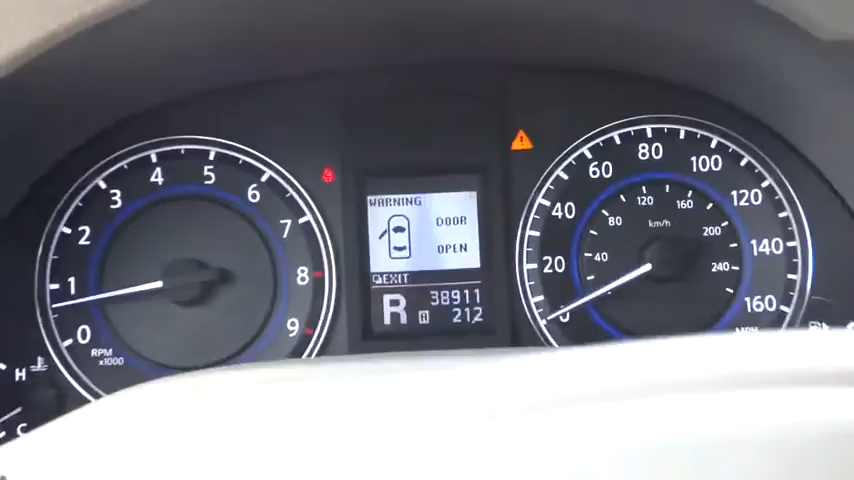 0 1 2 3 4 5 6 7 8 9
RPM
x1000
H
C
WARNING
DOOR
OPEN
EXIT
R
38911
212
0 20 40 60 80 100 120 140 160
MPH
40 80 120 160 200 240
km/h